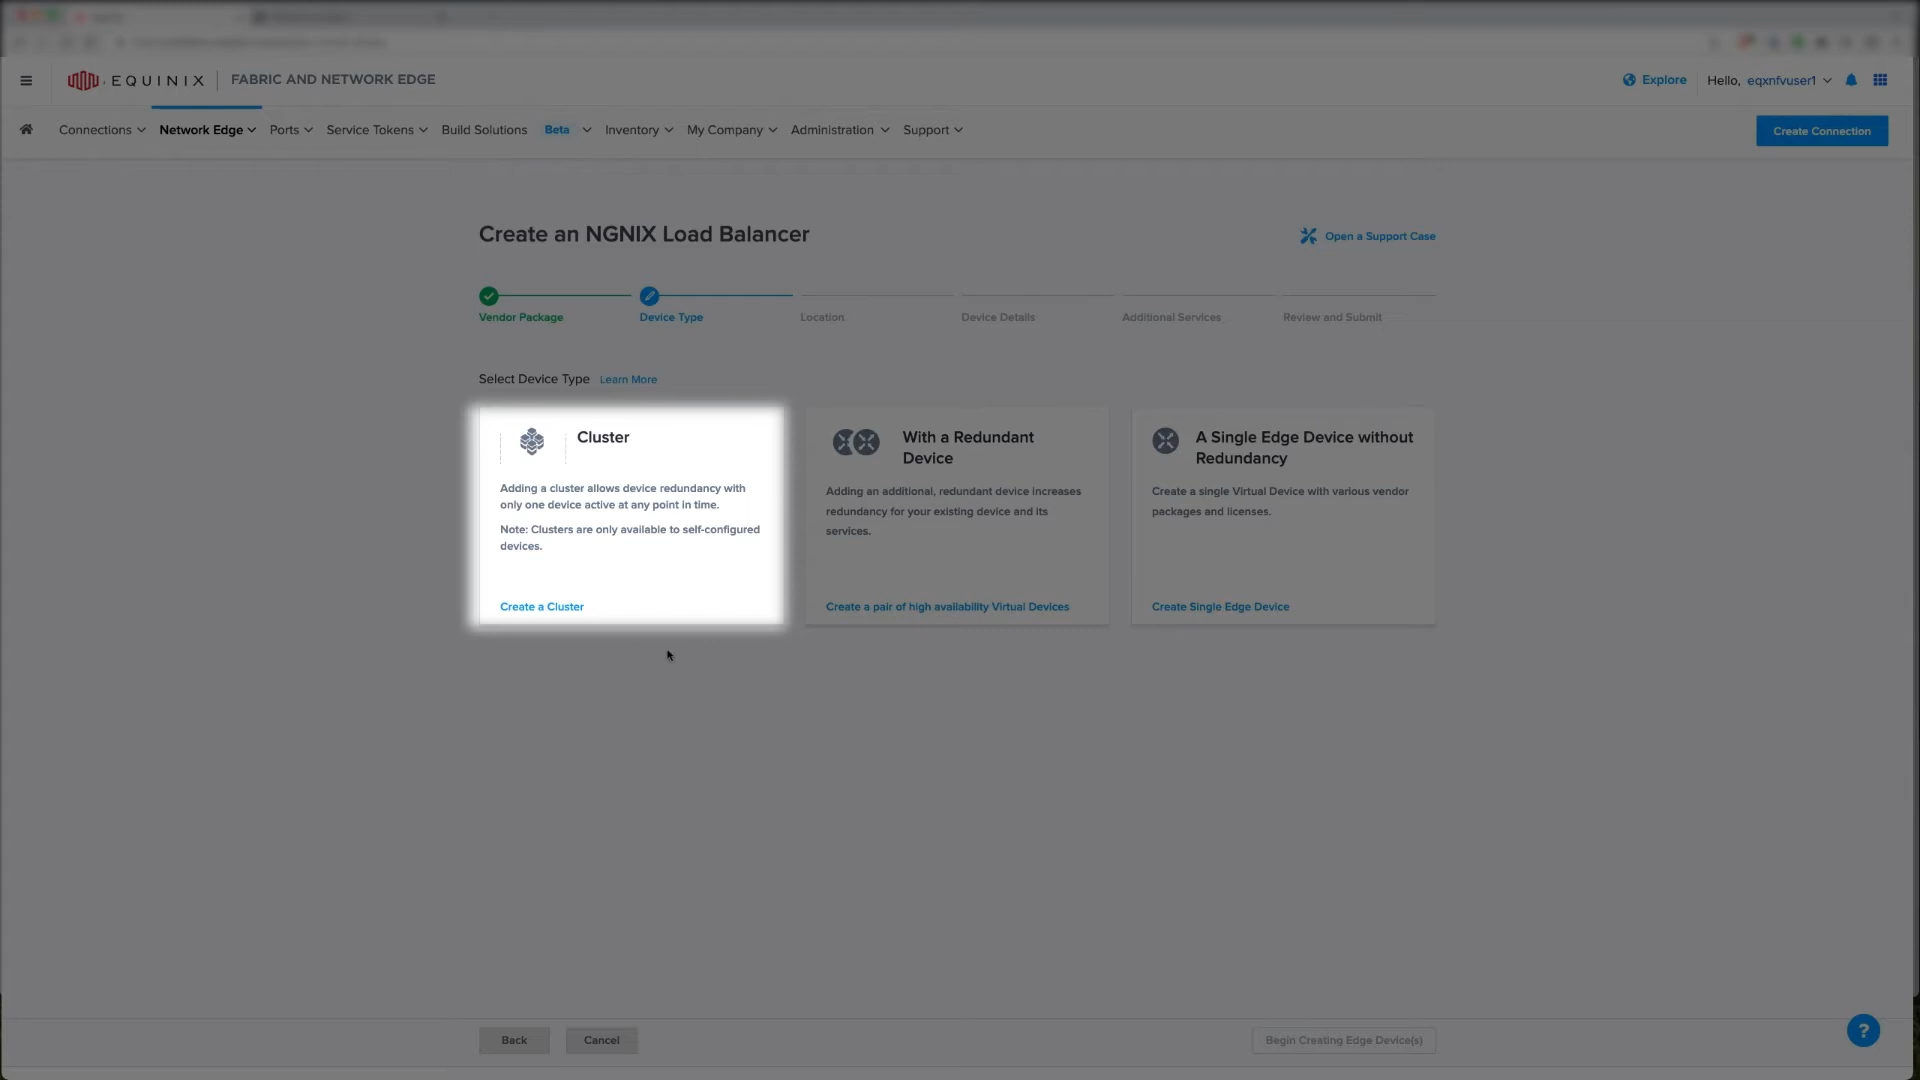 EQUINIX
FABRIC AND NETWORK EDGE
Explore
Hello, eqxnfvuser1
Connections
Network Edge
Ports
Service Tokens
Build Solutions
Beta
Inventory
My Company
Administration
Support
Create Connection
Create an NGNIX Load Balancer
Open a Support Case
Vendor Package
Device Type
Location
Device Details
Additional Services
Review and Submit
Select Device Type
Learn More
Cluster
Adding a cluster allows device redundancy with
only one device active at any point in time.
Note: Clusters are only available to self-configured
devices.
Create a Cluster
With a Redundant
Device
Adding an additional, redundant device increases
redundancy for your existing device and its
services.
Create a pair of high availability Virtual Devices
A Single Edge Device without
Redundancy
Create a single Virtual Device with various vendor
packages and licenses.
Create Single Edge Device
Back
Cancel
Begin Creating Edge Device(s)
?